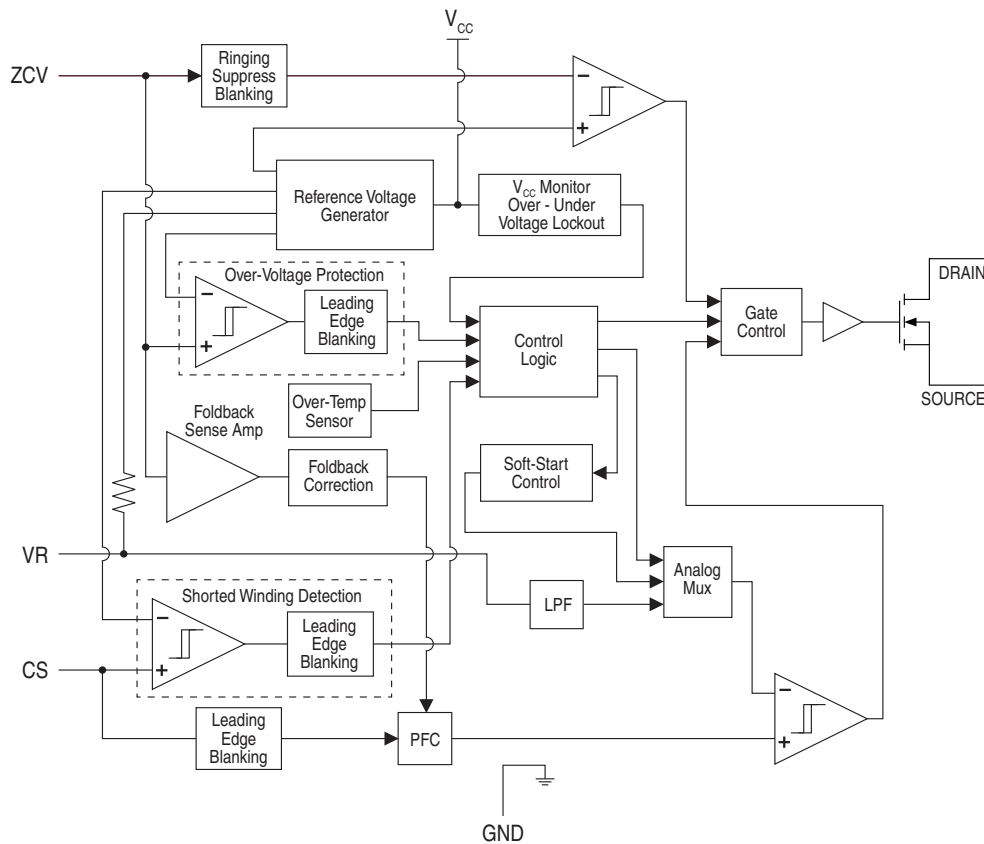 V_CC
ZCV
Ringing
Suppress
Blanking
−
+
Reference Voltage
Generator
V_CC Monitor
Over - Under
Voltage Lockout
Over-Voltage Protection
−
+
Leading
Edge
Blanking
Control
Logic
Gate
Control
DRAIN
SOURCE
Over-Temp
Sensor
Foldback
Sense Amp
Foldback
Correction
Soft-Start
Control
VR
Analog
Mux
LPF
Shorted Winding Detection
−
+
Leading
Edge
Blanking
CS
Leading
Edge
Blanking
PFC
−
+
GND